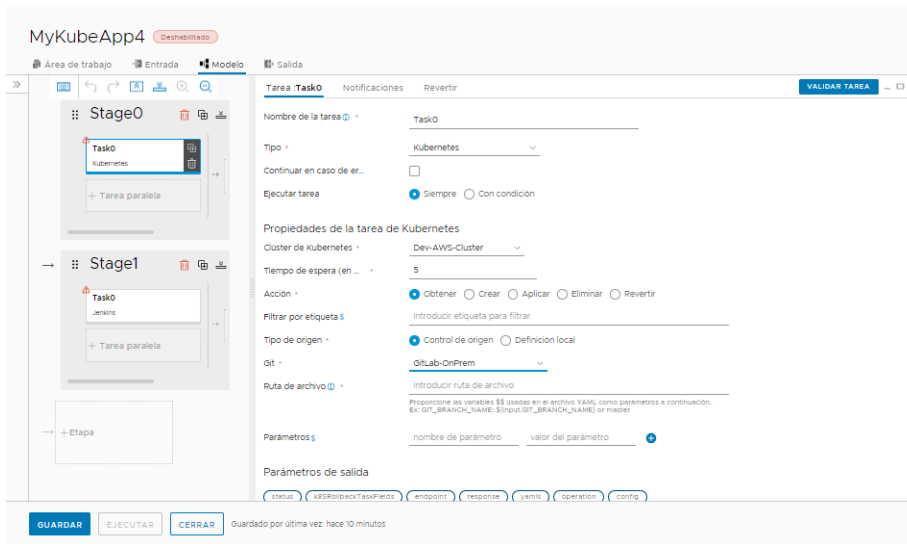 MyKubeApp4 Deshabilitado
Área de trabajo Entrada Modelo Salida
Tarea :Task0 Notificaciones Revertir VALIDAR TAREA
Stage0
Task0
Kubernetes
+ Tarea paralela
Stage1
Task0
Jenkins
+ Tarea paralela
+Etapa
Nombre de la tarea * Task0
Tipo * Kubernetes
Continuar en caso de er...
Ejecutar tarea Siempre Con condición
Propiedades de la tarea de Kubernetes
Clúster de Kubernetes * Dev-AWS-Cluster
Tiempo de espera (en ... * 5
Acción * Obtener Crear Aplicar Eliminar Revertir
Filtrar por etiqueta $ Introducir etiqueta para filtrar
Tipo de origen * Control de origen Definición local
Git * GitLab-OnPrem
Ruta de archivo * Introducir ruta de archivo
Proporcione las variables $$ usadas en el archivo YAML como parámetros a continuación.
Ex: GIT_BRANCH_NAME: ${input.GIT_BRANCH_NAME} or master
Parámetros $ nombre de parámetro valor del parámetro
Parámetros de salida
status k8SRollbackTaskFields endpoint response yamls operation config
GUARDAR EJECUTAR CERRAR Guardado por última vez: hace 10 minutos